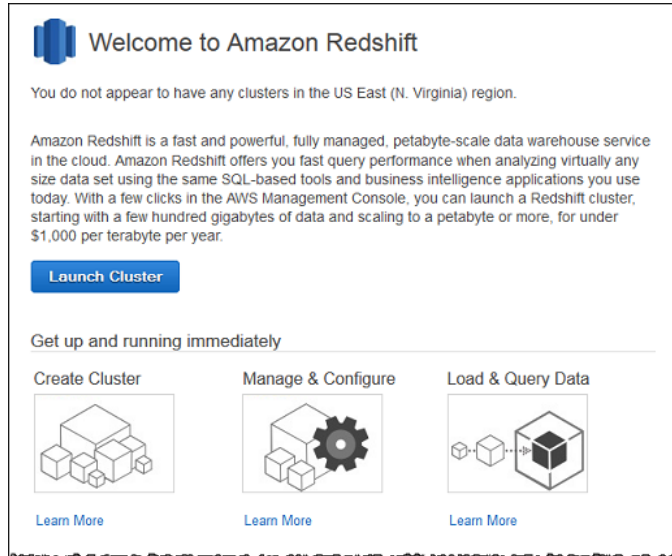 Welcome to Amazon Redshift
You do not appear to have any clusters in the US East (N. Virginia) region.
Amazon Redshift is a fast and powerful, fully managed, petabyte-scale data warehouse service
in the cloud. Amazon Redshift offers you fast query performance when analyzing virtually any
size data set using the same SQL-based tools and business intelligence applications you use
today. With a few clicks in the AWS Management Console, you can launch a Redshift cluster,
starting with a few hundred gigabytes of data and scaling to a petabyte or more, for under
$1,000 per terabyte per year.
Launch Cluster
Get up and running immediately
Create Cluster
Manage & Configure
Load & Query Data
Learn More
Learn More
Learn More